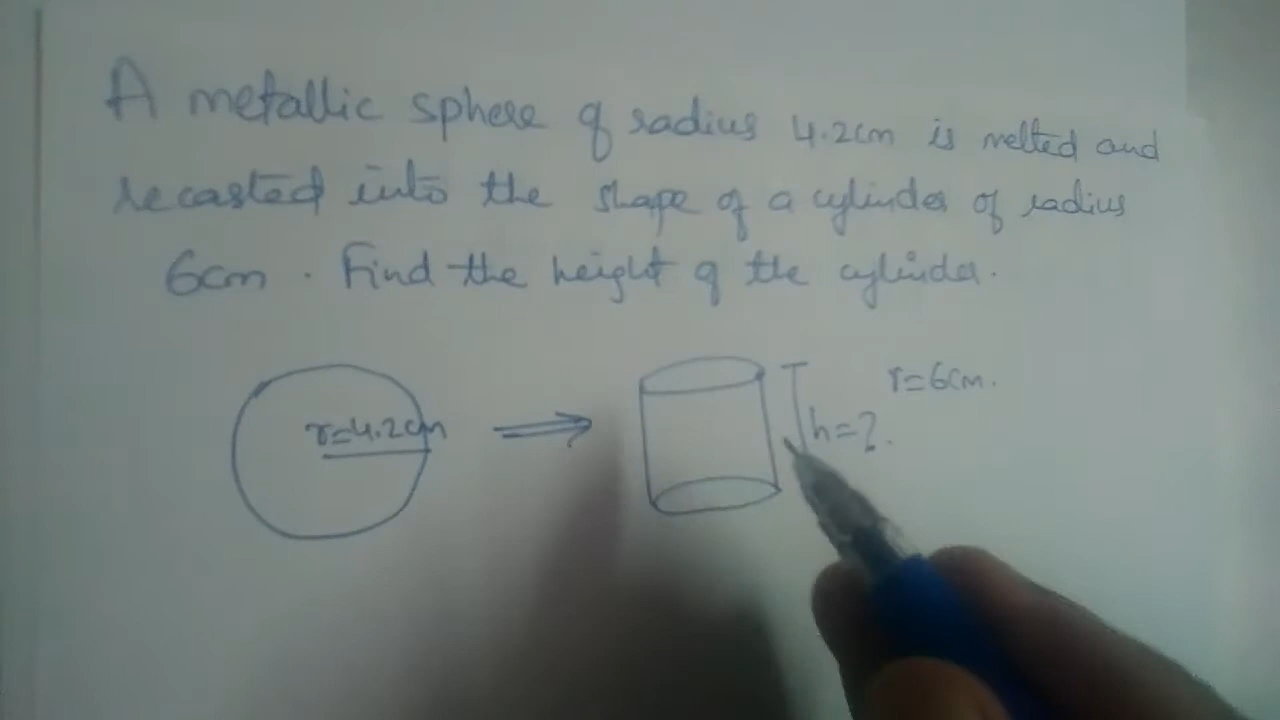 A metallic sphere of radius 4.2cm is melted and
recasted into the shape of a cylinder of radius
6cm. Find the height of the cylinder.
r=4.2cm
r=6cm.
h=?.